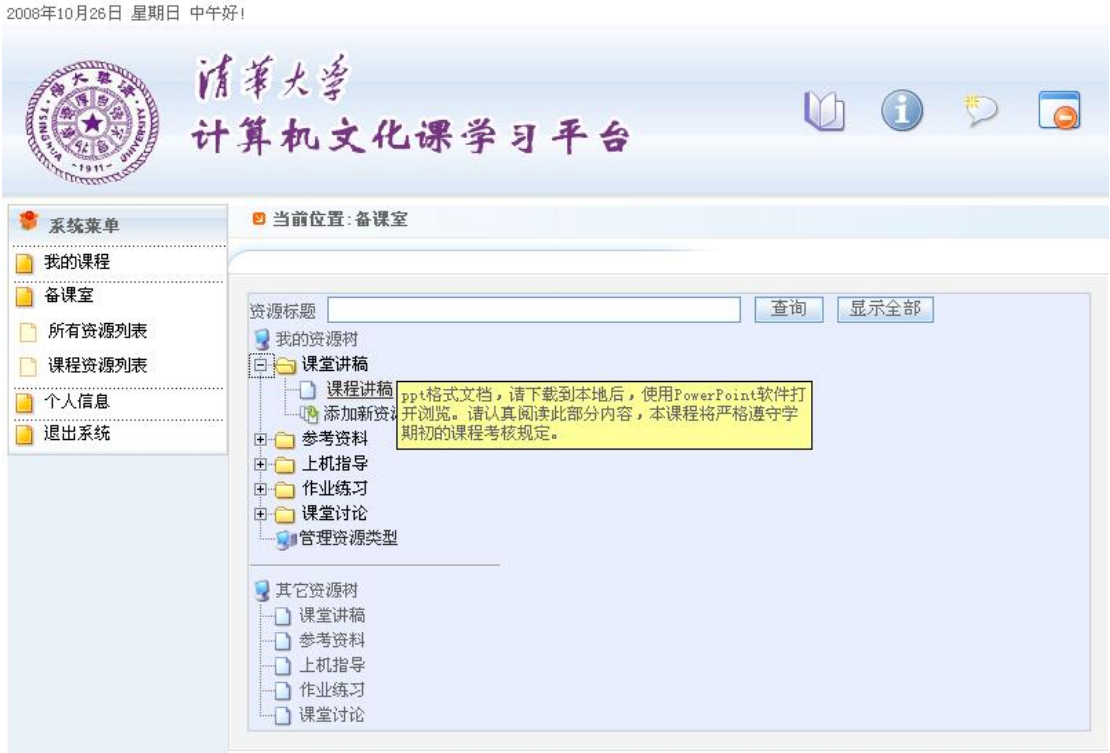 2008年10月26日 星期日 中午好!
清華大学
计算机文化课学习平台
TSINGHUA UNIVERSITY
-1911-
系统菜单
当前位置:备课室
我的课程
备课室
所有资源列表
课程资源列表
个人信息
退出系统
资源标题
查询
显示全部
我的资源树
课堂讲稿
课程讲稿
ppt格式文档，请下载到本地后，使用PowerPoint软件打
开浏览。请认真阅读此部分内容，本课程将严格遵守学
期初的课程考核规定。
添加新资
参考资料
上机指导
作业练习
课堂讨论
管理资源类型
其它资源树
课堂讲稿
参考资料
上机指导
作业练习
课堂讨论